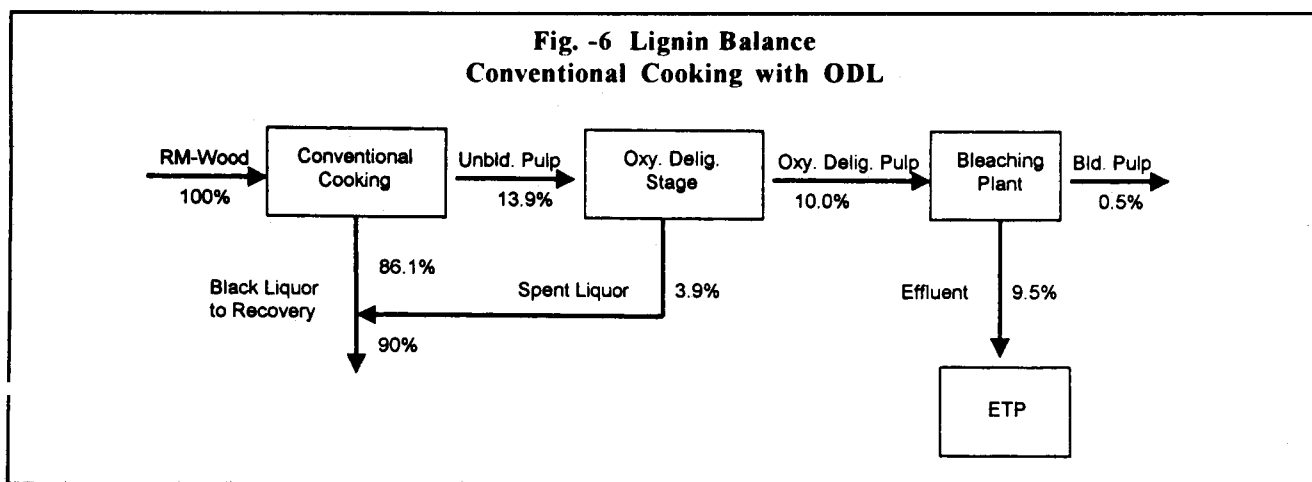 Fig. -6 Lignin Balance
Conventional Cooking with ODL
RM-Wood
100%
Conventional
Cooking
Unbld. Pulp
13.9%
Oxy. Delig.
Stage
Oxy. Delig. Pulp
10.0%
Bleaching
Plant
Bld. Pulp
0.5%
86.1%
Black Liquor
to Recovery
Spent Liquor
3.9%
Effluent
9.5%
90%
ETP